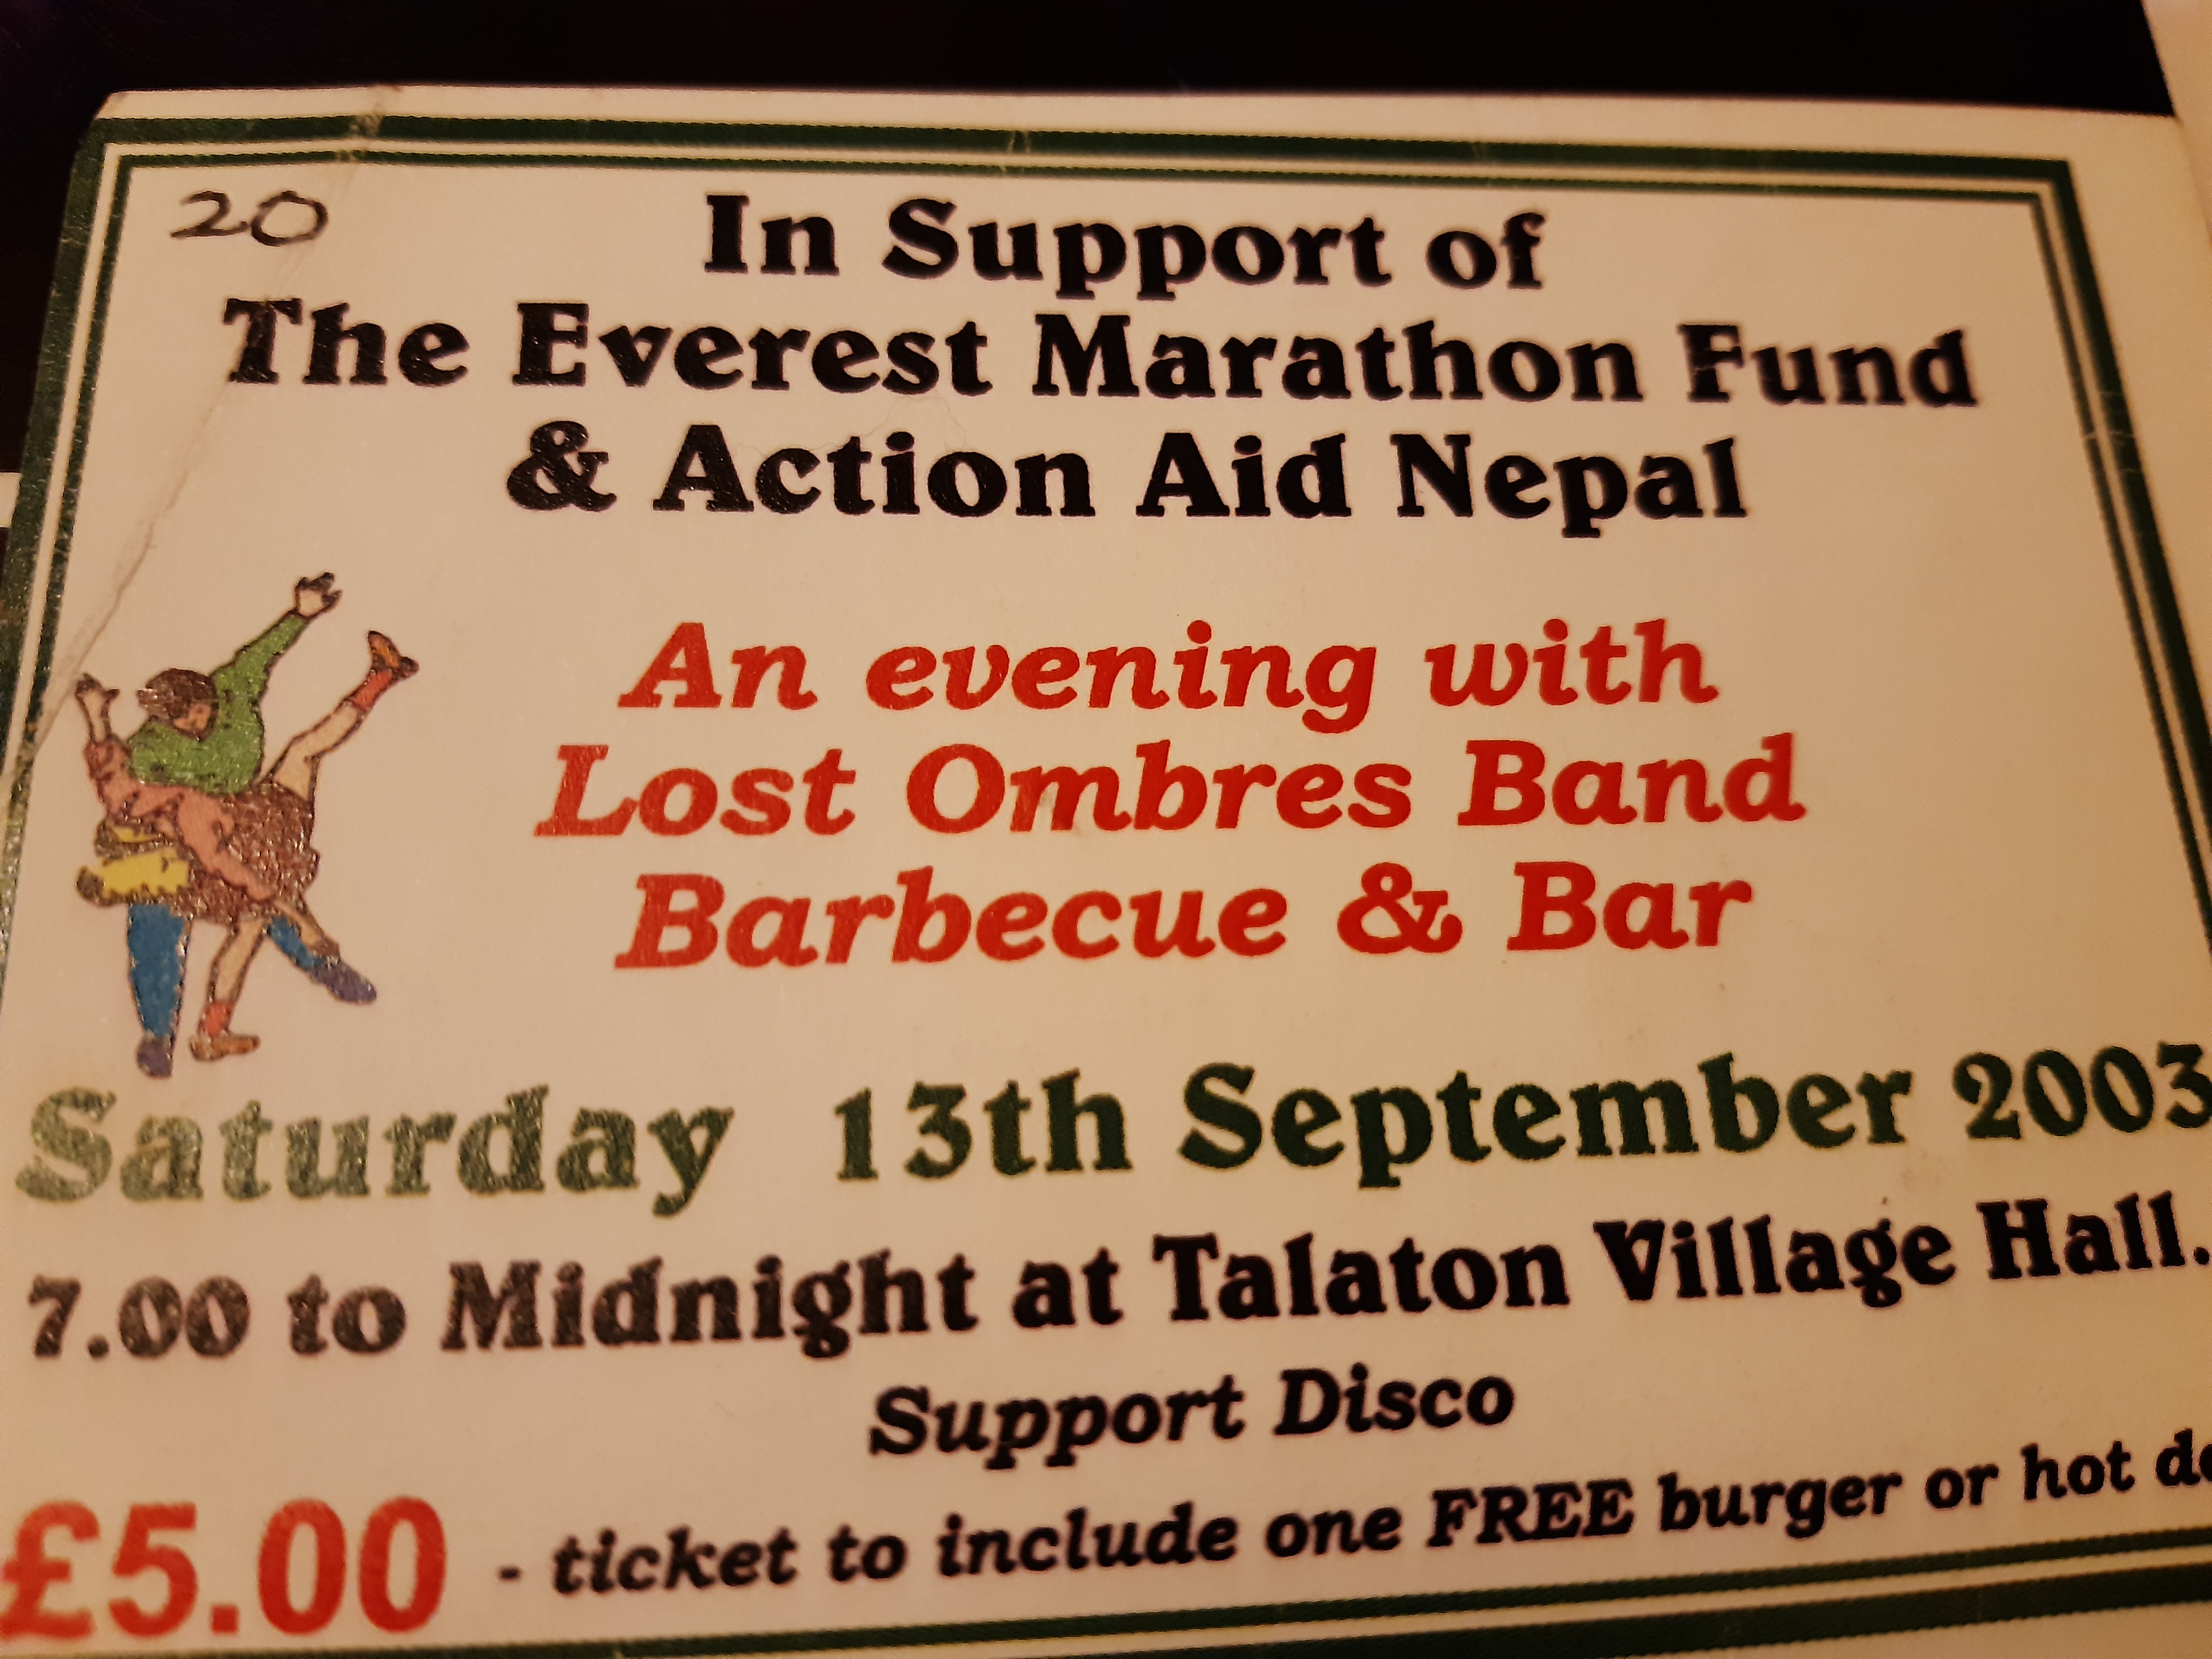 20
In Support of
The Everest Marathon Fund
& Action Aid Nepal
An evening with
Lost Ombres Band
Barbecue & Bar
Saturday 13th September 2003
7.00 to Midnight at Talaton Village Hall.
Support Disco
£5.00 - ticket to include one FREE burger or hot